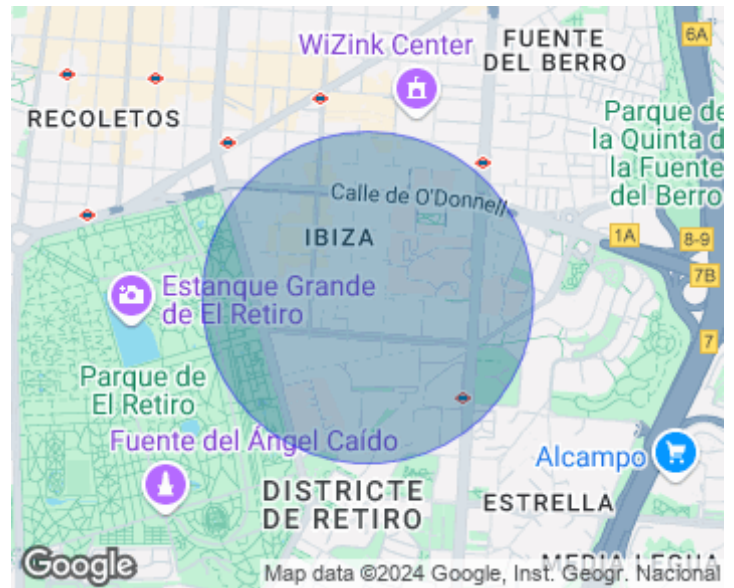 WiZink Center
FUENTE
DEL BERRO
6A
RECOLETOS
Parque de
la Quinta d
la Fuente
del Berro
Calle de O'Donnell
IBIZA
1A
8-9
7B
Estanque Grande
de El Retiro
7
Parque de
El Retiro
Fuente del Ángel Caído
Alcampo
DISTRICTE
DE RETIRO
ESTRELLA
MEDIA LEGUA
Google
Map data ©2024 Google, Inst. Geogr. Nacional